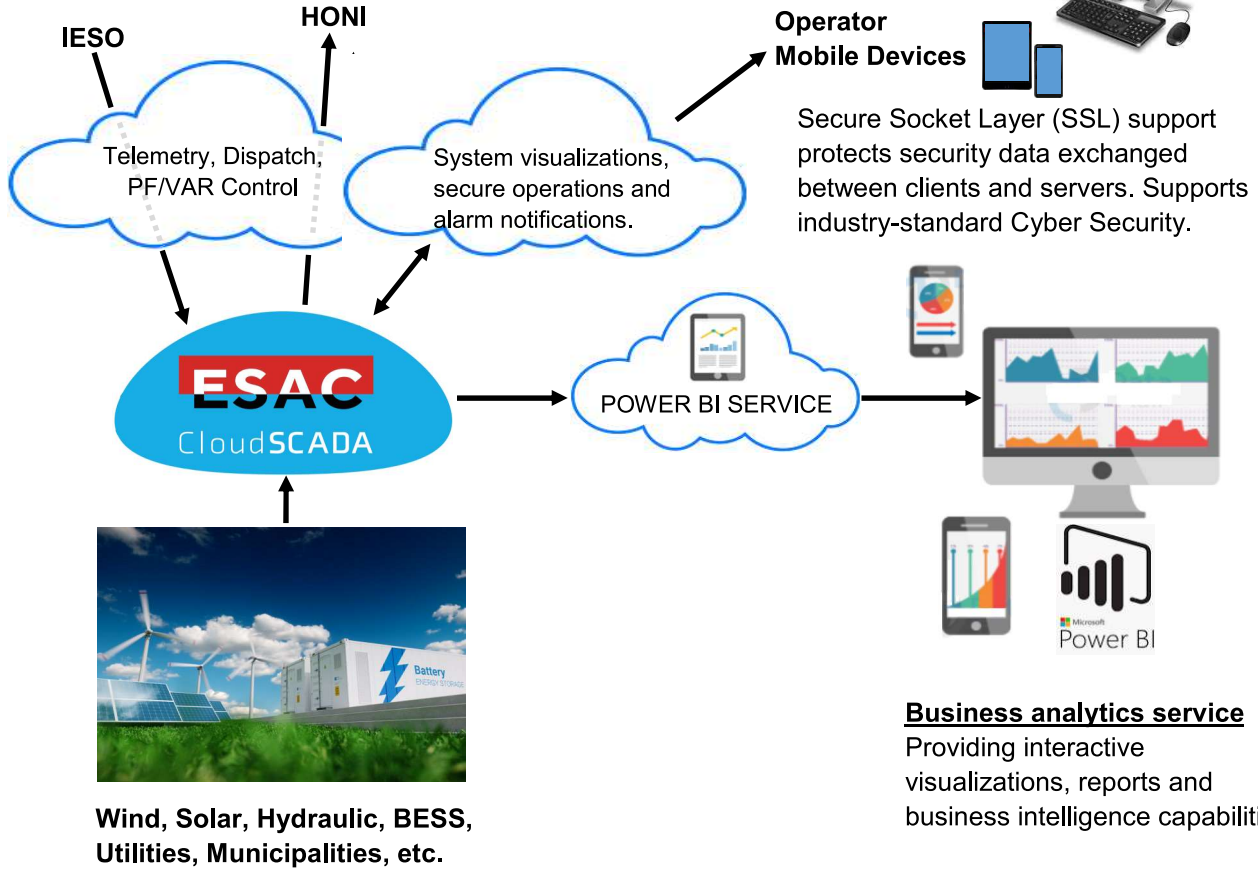 HONI
IESO
Operator
Mobile Devices
Telemetry, Dispatch,
PF/VAR Control
System visualizations,
secure operations and
alarm notifications.
Secure Socket Layer (SSL) support
protects security data exchanged
between clients and servers. Supports
industry-standard Cyber Security.
ESAC
CloudSCADA
POWER BI SERVICE
Battery
ENERGY STORAGE
Microsoft
Power BI
Wind, Solar, Hydraulic, BESS,
Utilities, Municipalities, etc.
Business analytics service
Providing interactive
visualizations, reports and
business intelligence capabiliti